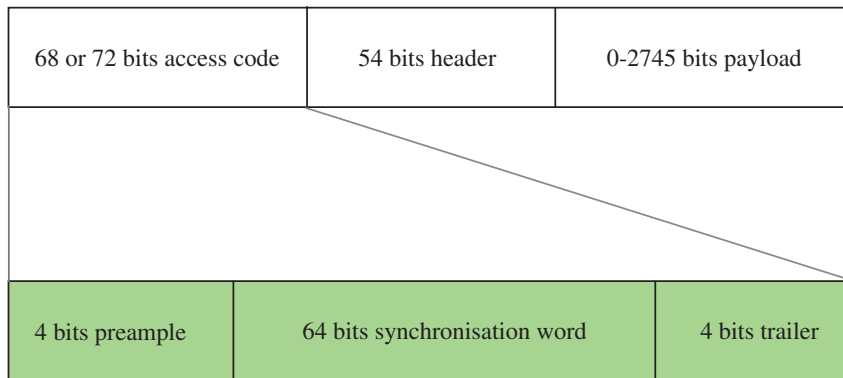 68 or 72 bits access code
54 bits header
0-2745 bits payload
4 bits preample
64 bits synchronisation word
4 bits trailer